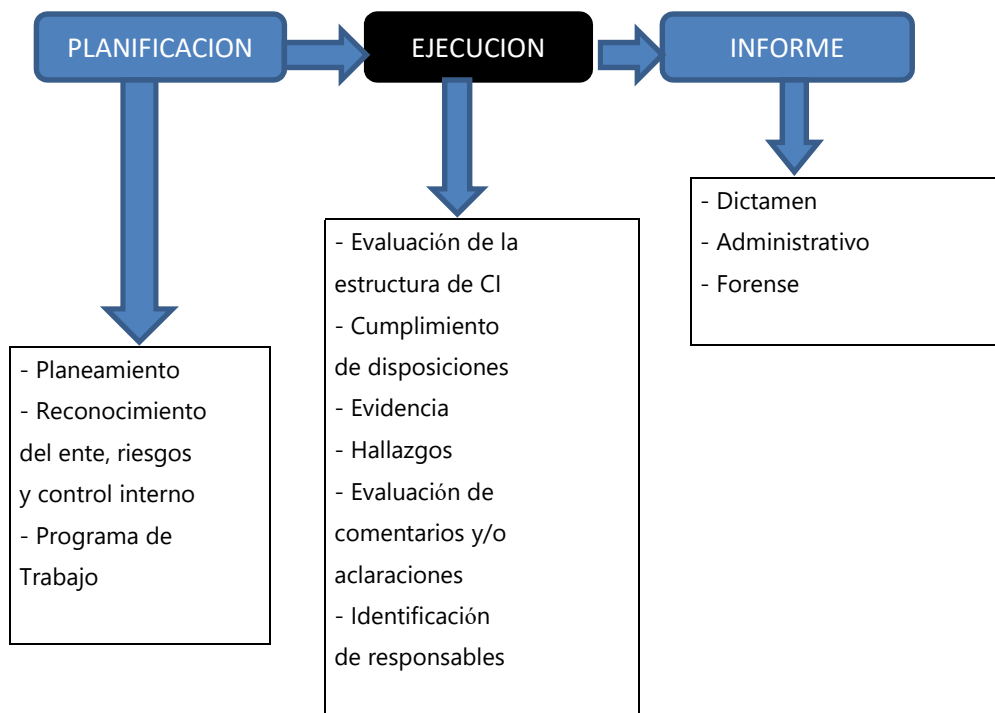 PLANIFICACION
EJECUCION
INFORME
- Planeamiento
- Reconocimiento
del ente, riesgos
y control interno
- Programa de
Trabajo
- Evaluación de la
estructura de CI
- Cumplimiento
de disposiciones
- Evidencia
- Hallazgos
- Evaluación de
comentarios y/o
aclaraciones
- Identificación
de responsables
- Dictamen
- Administrativo
- Forense